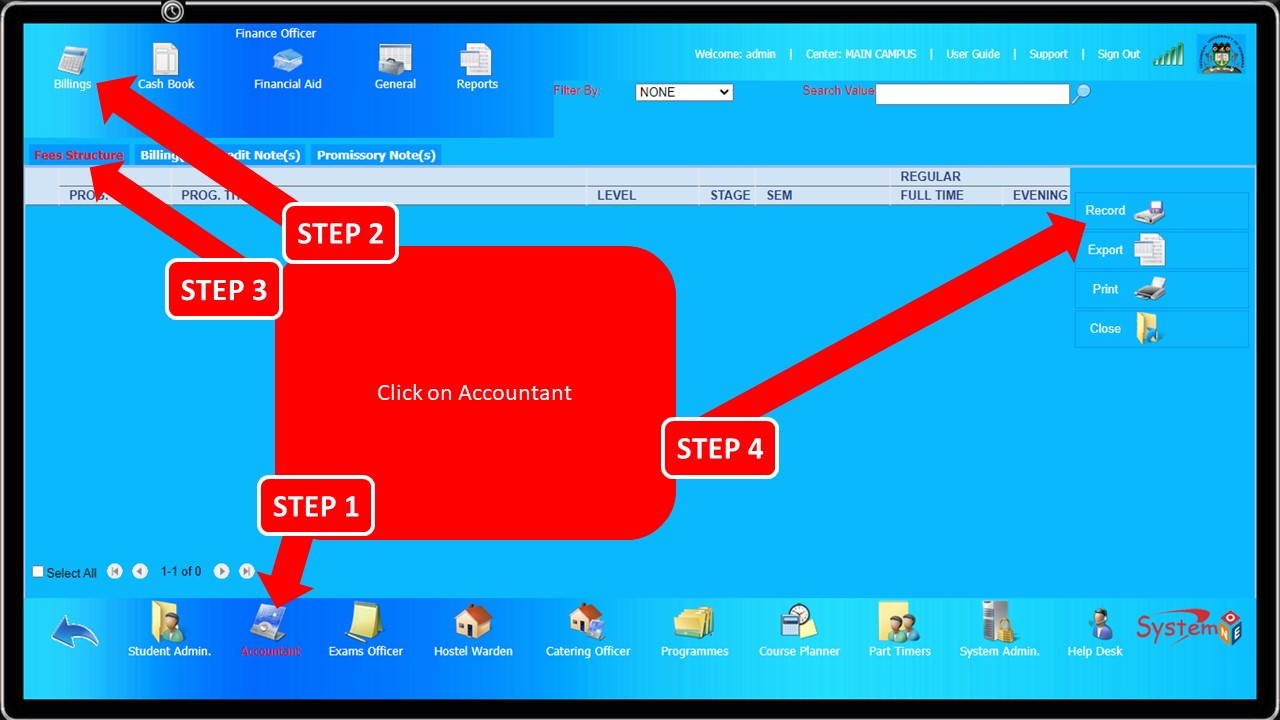 Finance Officer
Billings
Cash Book
Financial Aid
General
Reports
Welcome: admin | Center: MAIN CAMPUS | User Guide | Support | Sign Out
Filter By:
NONE
Search Value
Fees Structure
Billing
dit Note(s)
Promissory Note(s)
REGULAR
PROG.
PROG. TI
LEVEL
STAGE
SEM
FULL TIME
EVENING
Record
Export
Print
Close
STEP 2
STEP 3
Click on Accountant
STEP 4
STEP 1
Select All
1-1 of 0
Student Admin.
Accountant
Exams Officer
Hostel Warden
Catering Officer
Programmes
Course Planner
Part Timers
System Admin.
Help Desk
System
ONE